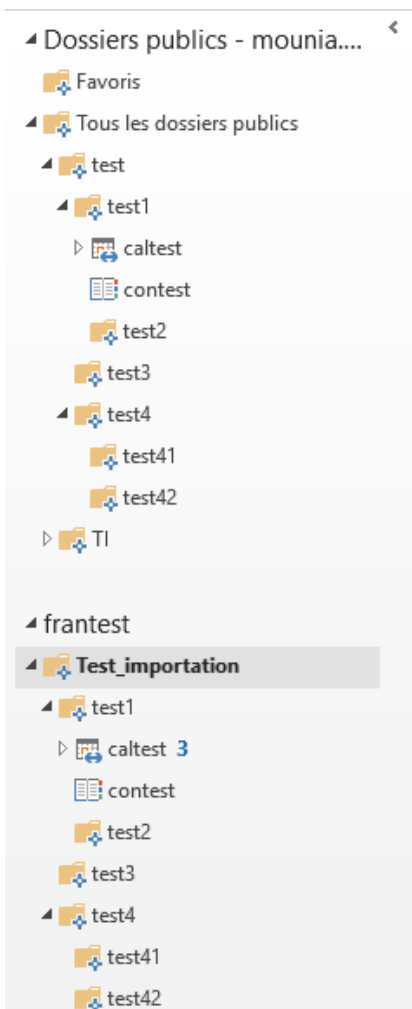 Dossiers publics - mounia....
Favoris
Tous les dossiers publics
test
test1
caltest
contest
test2
test3
test4
test41
test42
TI
frantest
Test_importation
test1
caltest 3
contest
test2
test3
test4
test41
test42